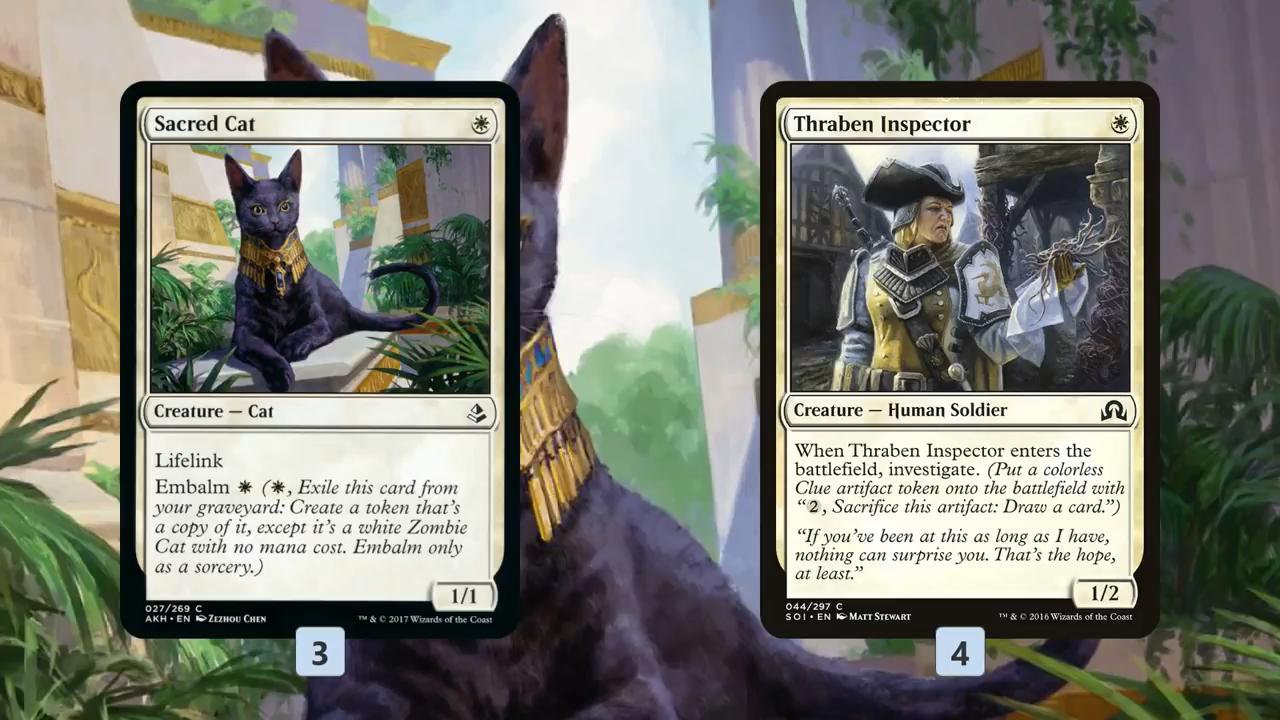 Sacred Cat
Creature — Cat
Lifelink
Embalm (, Exile this card from
your graveyard: Create a token that's
a copy of it, except it's a white Zombie
Cat with no mana cost. Embalm only
as a sorcery.)
1/1
027/269 C
AKH • EN ZEZHOU CHEN
™ & © 2017 Wizards of the Coast
3
Thraben Inspector
Creature — Human Soldier
When Thraben Inspector enters the
battlefield, investigate. (Put a colorless
Clue artifact token onto the battlefield with
“2, Sacrifice this artifact: Draw a card.”)
“If you've been at this as long as I have,
nothing can surprise you. That's the hope,
at least.”
1/2
044/297 C
SOI • EN MATT STEWART
™ & © 2016 Wizards of the Coast
4